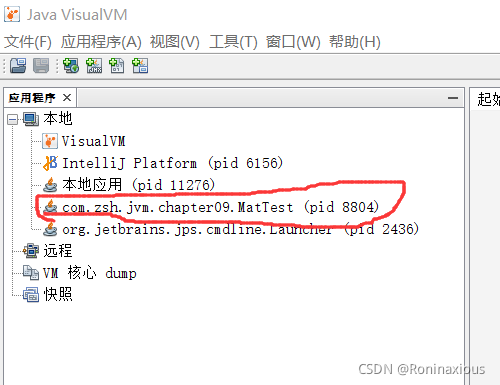 Java VisualVM
文件(F) 应用程序(A) 视图(V) 工具(T) 窗口(W) 帮助(H)
应用程序
起始
本地
VisualVM
IntelliJ Platform (pid 6156)
本地应用 (pid 11276)
com.zsh.jvm.chapter09.MatTest (pid 8804)
org.jetbrains.jps.cmdline.Launcher (pid 2436)
远程
VM 核心 dump
快照
CSDN @Roninaxious